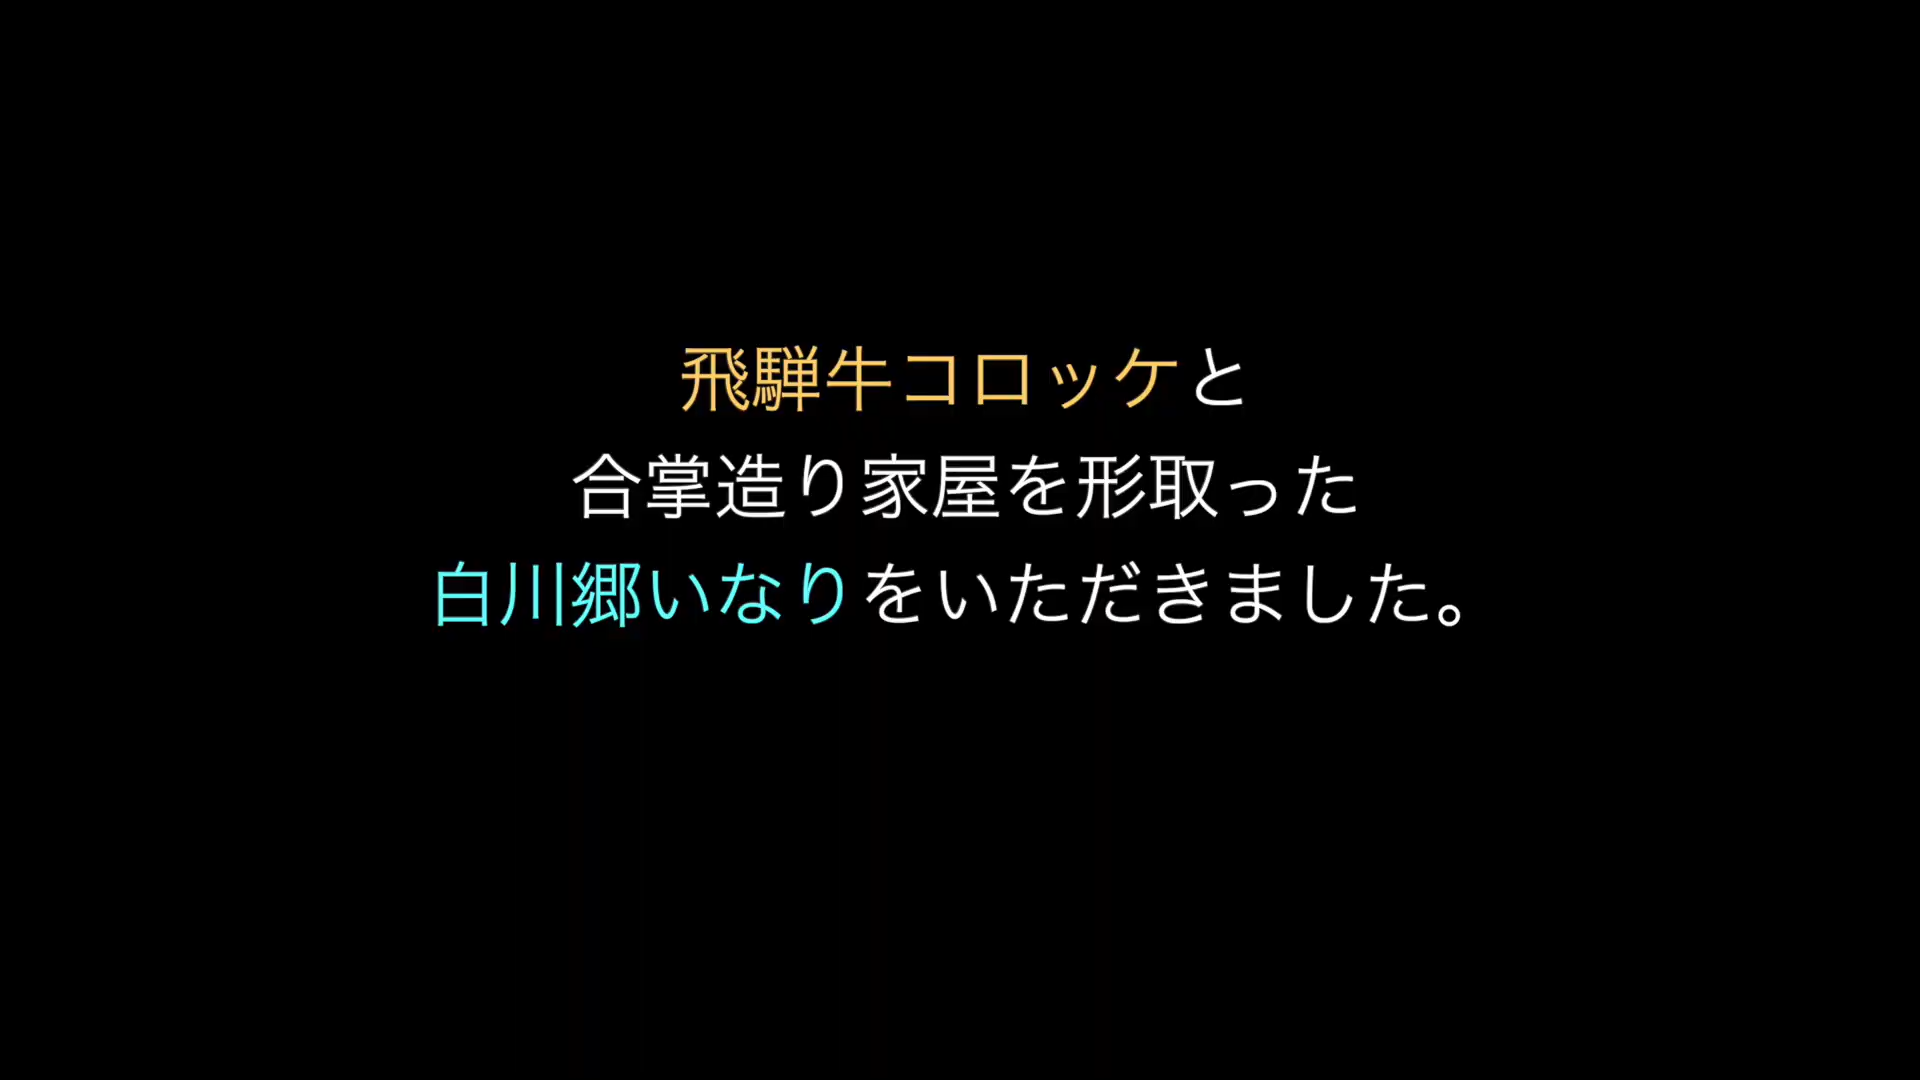 飛騨牛コロッケと
合掌造り家屋を形取った
白川郷いなりをいただきました。